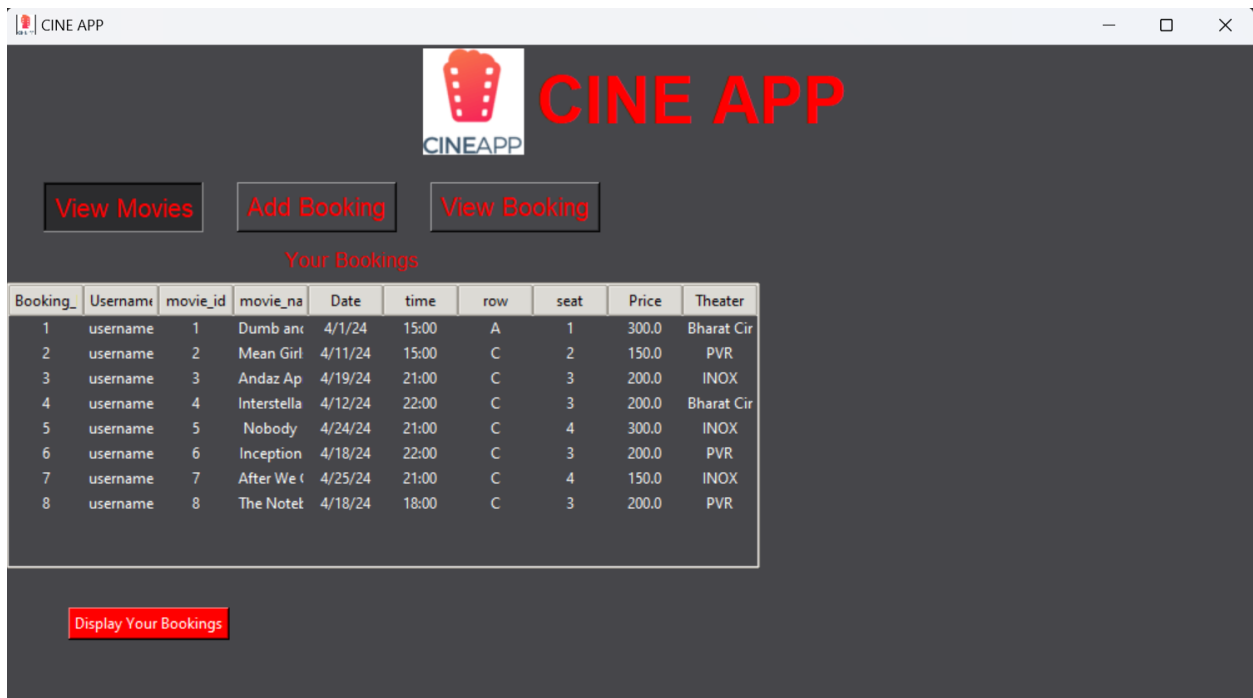 CINE APP
CINEAPP
CINE APP
View Movies Add Booking View Booking
Your Bookings
Booking_ Username movie_id movie_na Date time row seat Price Theater
1 username 1 Dumb and 4/1/24 15:00 A 1 300.0 Bharat Cin
2 username 2 Mean Girl 4/11/24 15:00 C 2 150.0 PVR
3 username 3 Andaz Ap 4/19/24 21:00 C 3 200.0 INOX
4 username 4 Interstella 4/12/24 22:00 C 3 200.0 Bharat Cin
5 username 5 Nobody 4/24/24 21:00 C 4 300.0 INOX
6 username 6 Inception 4/18/24 22:00 C 3 200.0 PVR
7 username 7 After We 4/25/24 21:00 C 4 150.0 INOX
8 username 8 The Noteb 4/18/24 18:00 C 3 200.0 PVR
Display Your Bookings